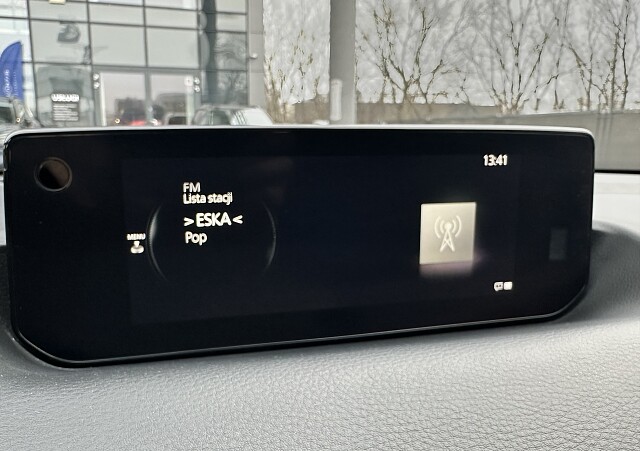 13:41
FM
Lista stacji
>ESKA<
Pop
MENU